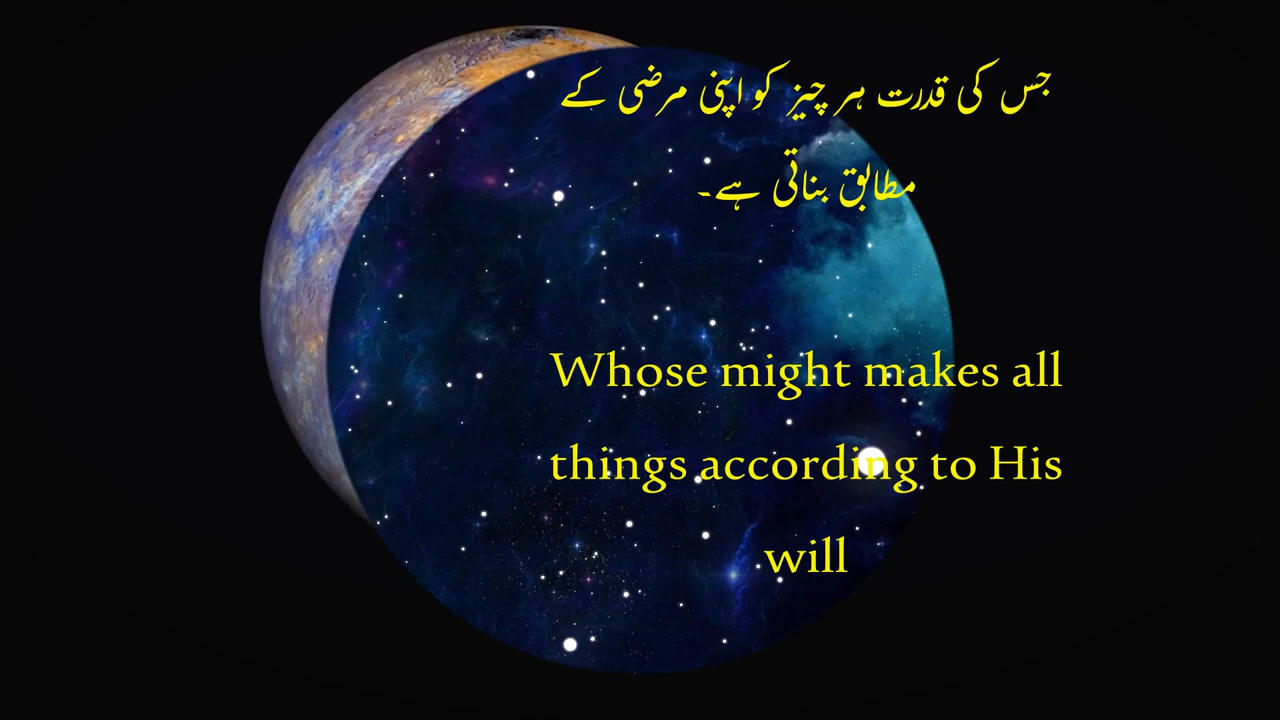 جس کی قدرت ہر چیز کو اپنی مرضی کے
مطابق بناتی ہے۔
Whose might makes all
things according to His
will